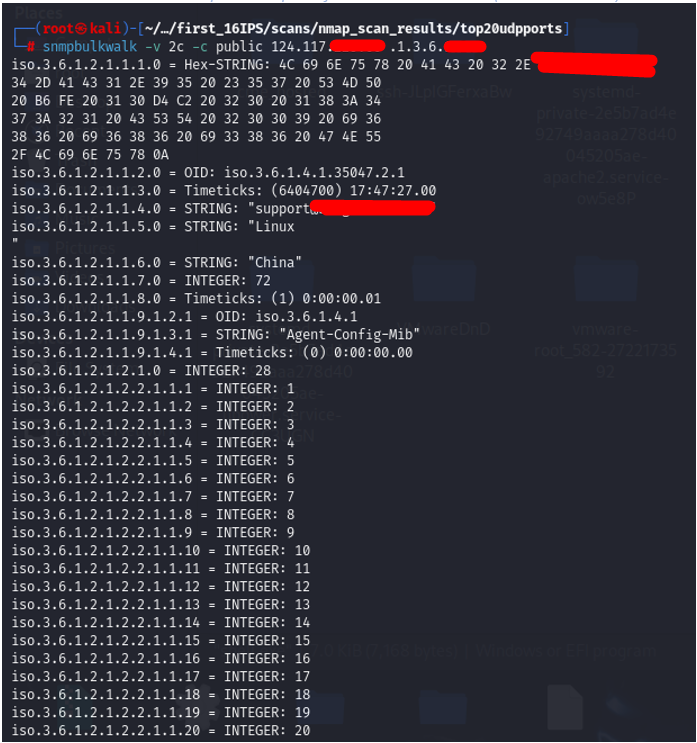 (root㉿kali)-[~/…/first_16IPS/scans/nmap_scan_results/top20udpports]
# snmpbulkwalk -v 2c -c public 124.117. .1.3.6.
iso.3.6.1.2.1.1.1.0 = Hex-STRING: 4C 69 6E 75 78 20 41 43 20 32 2E
34 2D 41 43 31 2E 39 35 20 23 35 37 20 53 4D 50
20 B6 FE 20 31 30 D4 C2 20 32 30 20 31 38 3A 34
37 3A 32 31 20 43 53 54 20 32 30 30 39 20 69 36
38 36 20 69 36 38 36 20 69 33 38 36 20 47 4E 55
2F 4C 69 6E 75 78 0A
iso.3.6.1.2.1.1.2.0 = OID: iso.3.6.1.4.1.35047.2.1
iso.3.6.1.2.1.1.3.0 = Timeticks: (6404700) 17:47:27.00
iso.3.6.1.2.1.1.4.0 = STRING: "support
iso.3.6.1.2.1.1.5.0 = STRING: "Linux
"
iso.3.6.1.2.1.1.6.0 = STRING: "China"
iso.3.6.1.2.1.1.7.0 = INTEGER: 72
iso.3.6.1.2.1.1.8.0 = Timeticks: (1) 0:00:00.01
iso.3.6.1.2.1.1.9.1.2.1 = OID: iso.3.6.1.4.1
iso.3.6.1.2.1.1.9.1.3.1 = STRING: "Agent-Config-Mib"
iso.3.6.1.2.1.1.9.1.4.1 = Timeticks: (0) 0:00:00.00
iso.3.6.1.2.1.2.1.0 = INTEGER: 28
iso.3.6.1.2.1.2.2.1.1.1 = INTEGER: 1
iso.3.6.1.2.1.2.2.1.1.2 = INTEGER: 2
iso.3.6.1.2.1.2.2.1.1.3 = INTEGER: 3
iso.3.6.1.2.1.2.2.1.1.4 = INTEGER: 4
iso.3.6.1.2.1.2.2.1.1.5 = INTEGER: 5
iso.3.6.1.2.1.2.2.1.1.6 = INTEGER: 6
iso.3.6.1.2.1.2.2.1.1.7 = INTEGER: 7
iso.3.6.1.2.1.2.2.1.1.8 = INTEGER: 8
iso.3.6.1.2.1.2.2.1.1.9 = INTEGER: 9
iso.3.6.1.2.1.2.2.1.1.10 = INTEGER: 10
iso.3.6.1.2.1.2.2.1.1.11 = INTEGER: 11
iso.3.6.1.2.1.2.2.1.1.12 = INTEGER: 12
iso.3.6.1.2.1.2.2.1.1.13 = INTEGER: 13
iso.3.6.1.2.1.2.2.1.1.14 = INTEGER: 14
iso.3.6.1.2.1.2.2.1.1.15 = INTEGER: 15
iso.3.6.1.2.1.2.2.1.1.16 = INTEGER: 16
iso.3.6.1.2.1.2.2.1.1.17 = INTEGER: 17
iso.3.6.1.2.1.2.2.1.1.18 = INTEGER: 18
iso.3.6.1.2.1.2.2.1.1.19 = INTEGER: 19
iso.3.6.1.2.1.2.2.1.1.20 = INTEGER: 20